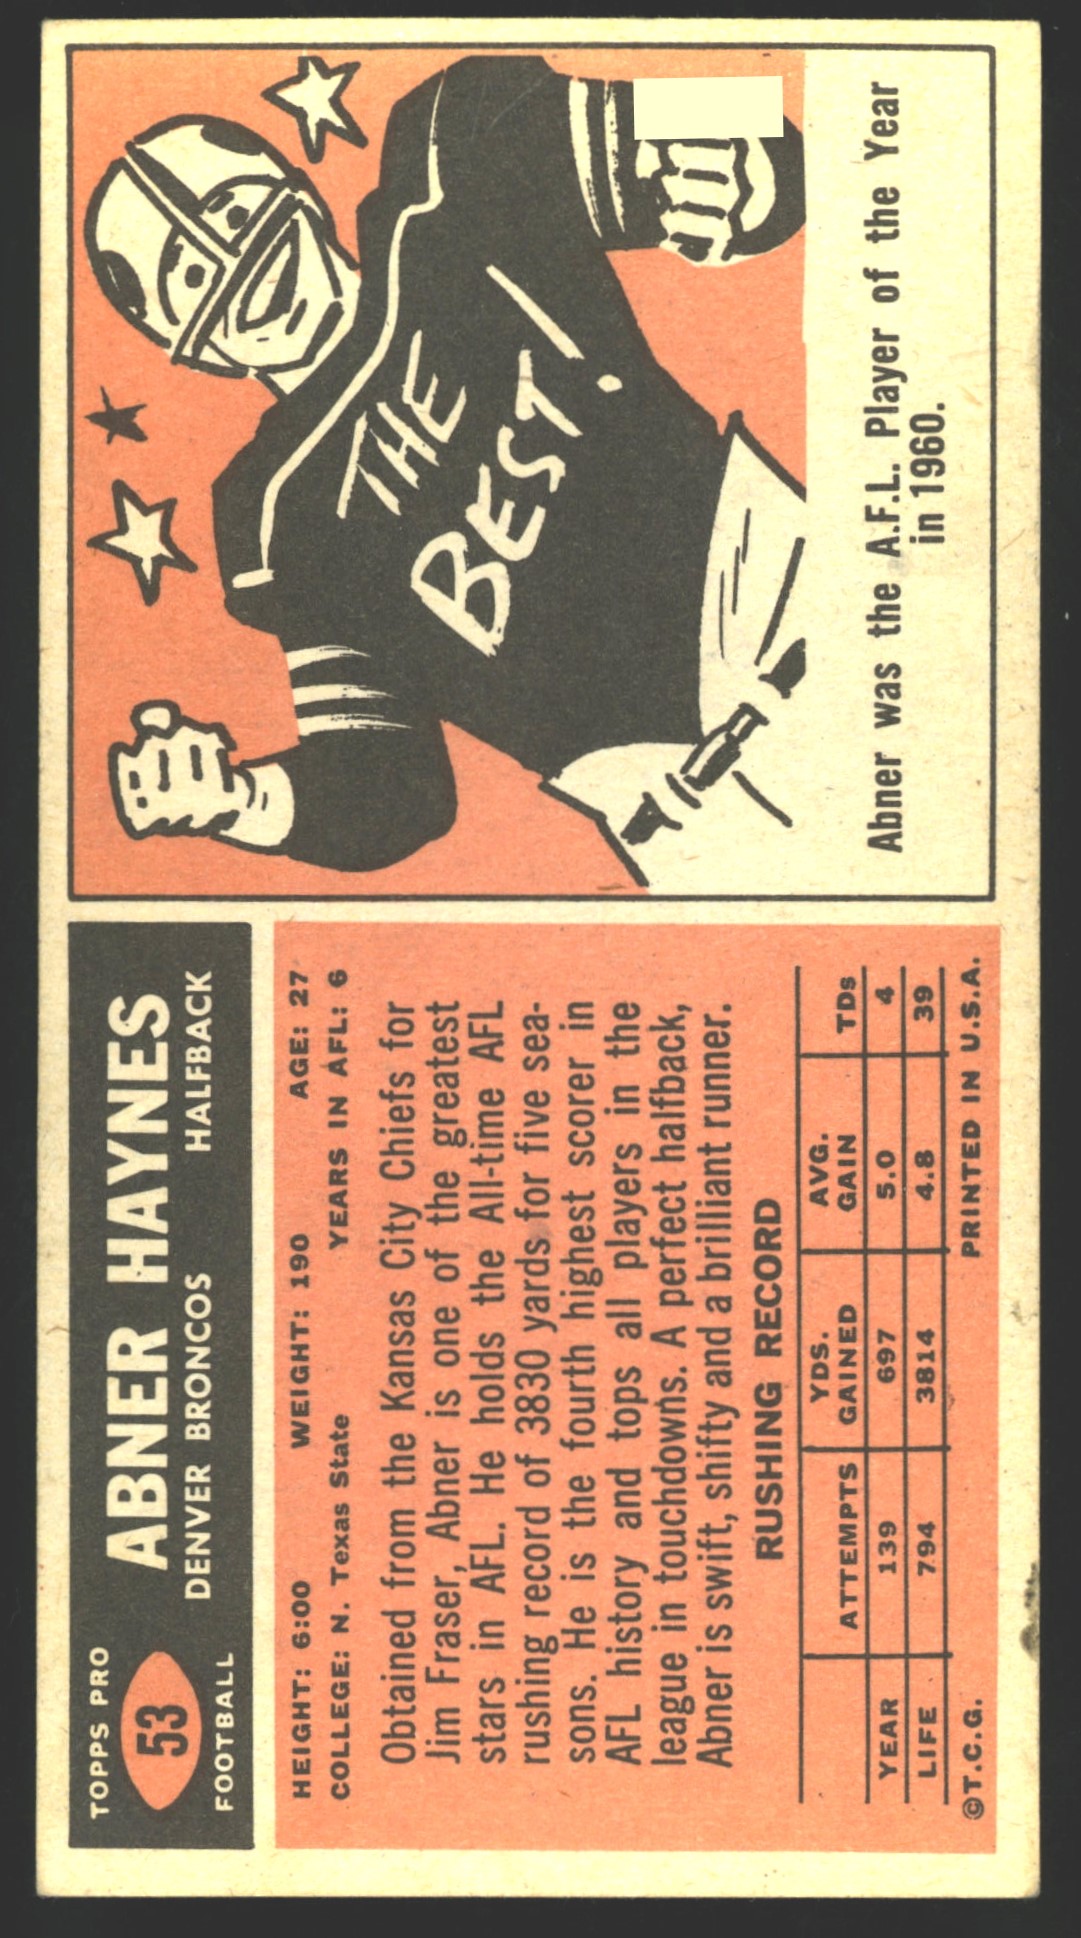 TOPPS PRO
53
FOOTBALL
ABNER HAYNES
DENVER BRONCOS HALFBACK
HEIGHT: 6:00 WEIGHT: 190 AGE: 27
COLLEGE: N. Texas State YEARS IN AFL: 6
Obtained from the Kansas City Chiefs for
Jim Fraser, Abner is one of the greatest
stars in AFL. He holds the All-time AFL
rushing record of 3830 yards for five sea-
sons. He is the fourth highest scorer in
AFL history and tops all players in the
league in touchdowns. A perfect halfback,
Abner is swift, shifty and a brilliant runner.
RUSHING RECORD
ATTEMPTS YDS. GAINED AVG. GAIN TDs
YEAR 139 697 5.0 4
LIFE 794 3814 4.8 39
©T.C.G. PRINTED IN U.S.A.
THE
BEST!
Abner was the A.F.L. Player of the Year
in 1960.